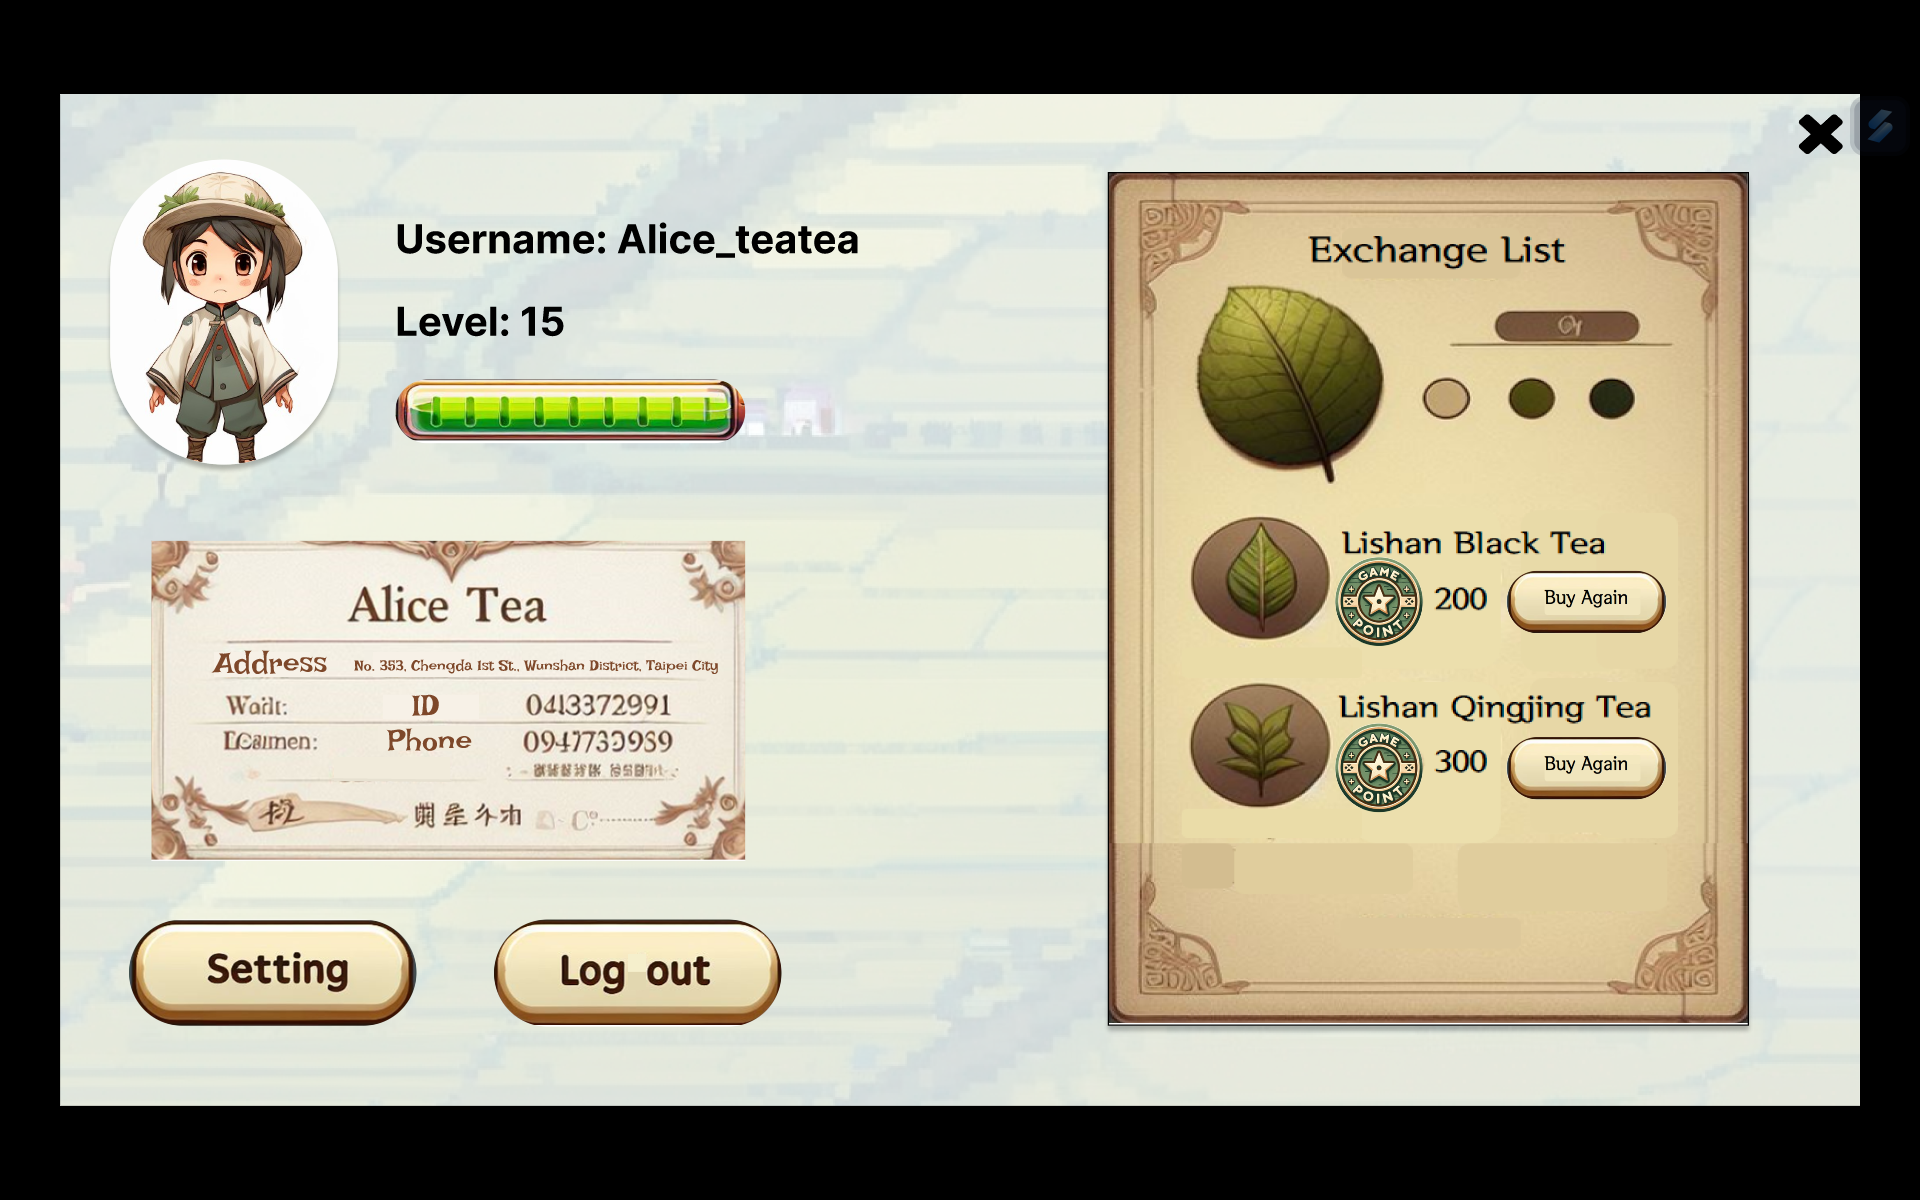 Username: Alice_teatea
Level: 15
Alice Tea
Address No. 353, Chengda 1st St., Wunshan District, Taipei City
ID 0413372991
Phone
Setting
Log out
Exchange List
Lishan Black Tea
GAME POINT 200 Buy Again
Lishan Qingjing Tea
GAME POINT 300 Buy Again